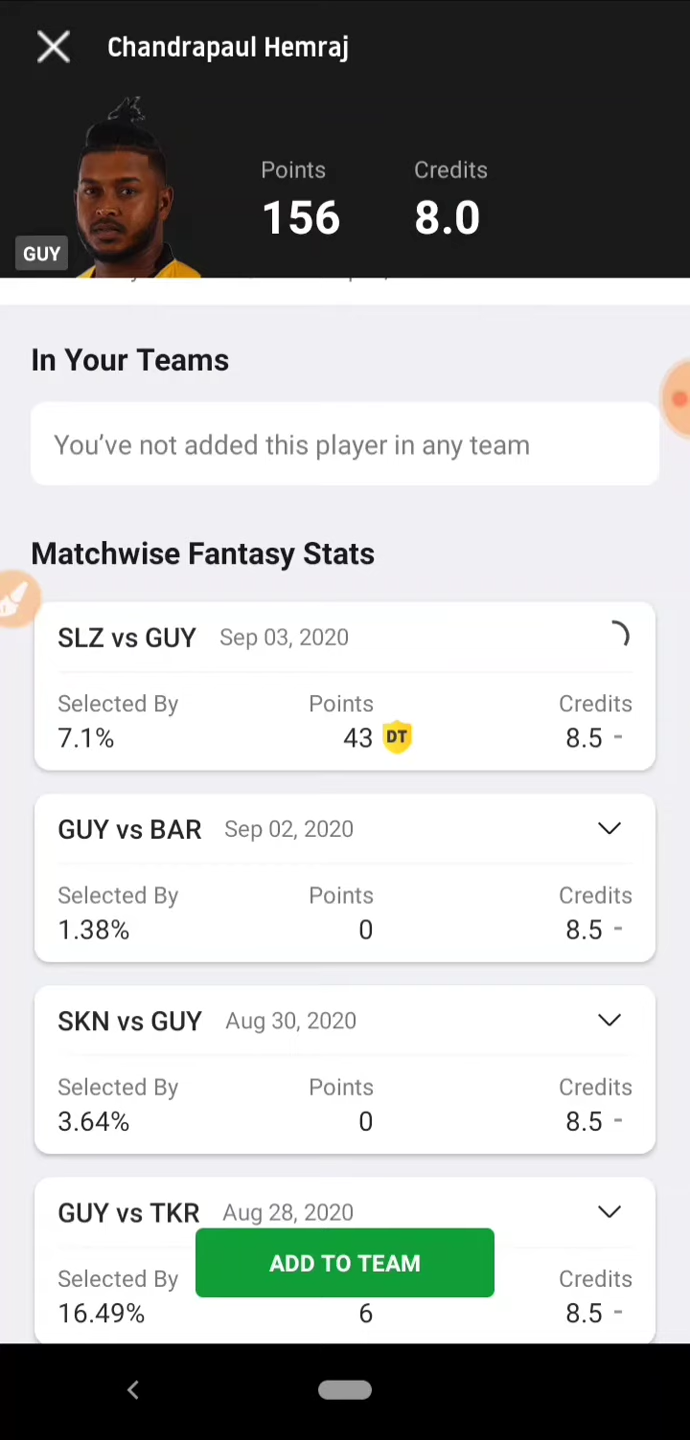 Chandrapaul Hemraj
Points Credits
156 8.0
GUY
In Your Teams
You've not added this player in any team
Matchwise Fantasy Stats
SLZ vs GUY Sep 03, 2020
Selected By Points Credits
7.1% 43 DT 8.5 -
GUY vs BAR Sep 02, 2020
Selected By Points Credits
1.38% 0 8.5 -
SKN vs GUY Aug 30, 2020
Selected By Points Credits
3.64% 0 8.5 -
GUY vs TKR Aug 28, 2020
ADD TO TEAM
Selected By Credits
16.49% 6 8.5 -